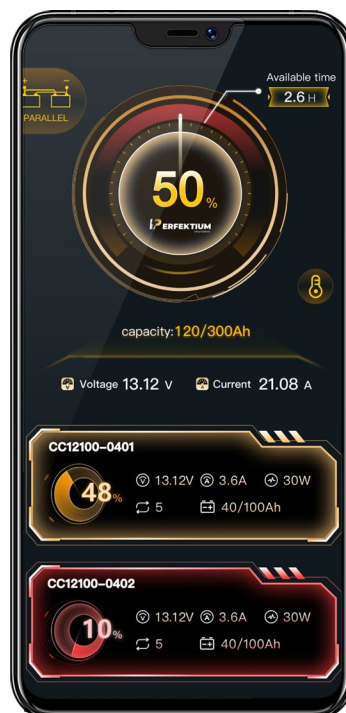 Available time
2.6 H
+ -
PARALLEL
50%
PERFEKTIUM
capacity:120/300Ah
Voltage 13.12 V Current 21.08 A
CC12100-0401
48% 13.12V 3.6A 30W
5 40/100Ah
CC12100-0402
10% 13.12V 3.6A 30W
5 40/100Ah